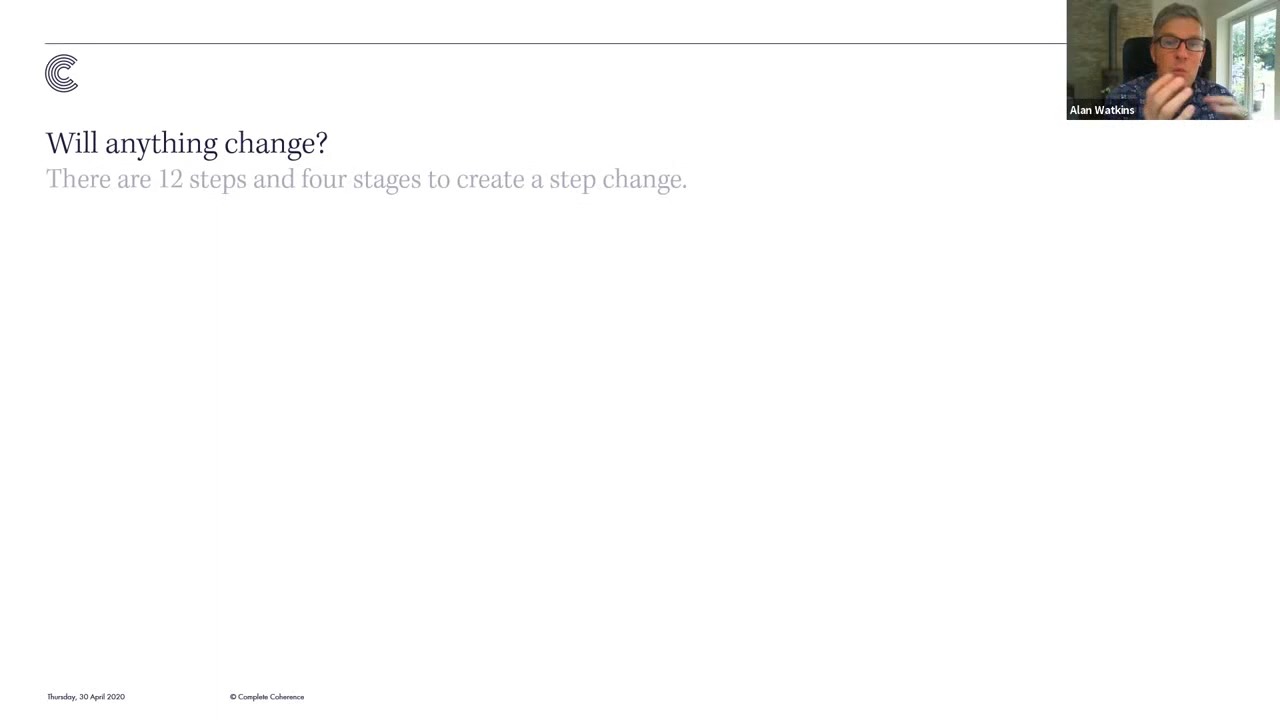 Alan Watkins
Will anything change?
There are 12 steps and four stages to create a step change.
Thursday, 30 April 2020
© Complete Coherence